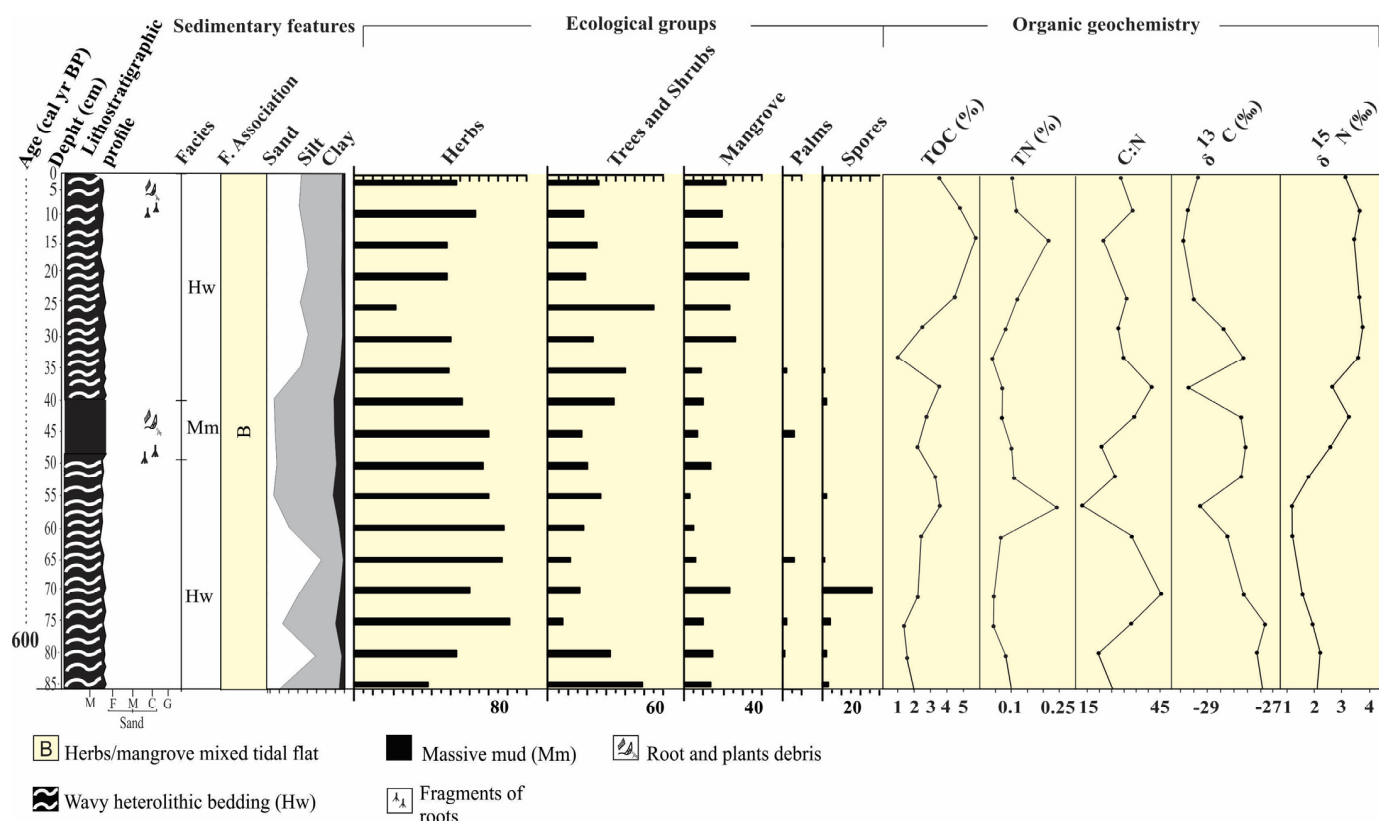 Sedimentary features
Ecological groups
Organic geochemistry
Age (cal yr BP)
Depht (cm)
Lithostratigraphic
profile
Facies
F. Association
Sand
Silt
Clay
Herbs
Trees and Shrubs
Mangrove
Palms
Spores
TOC (%)
TN (%)
C:N
δ 13 C (‰)
δ 15 N (‰)
0
5
10
15
20
25
30
35
40
45
50
55
60
65
70
75
80
85
600
Hw
Mm
Hw
B
M F M C G
Sand
80
60
40
20
1 2 3 4 5
0.1 0.25
15 45
-29 -27
1 2 3 4
B Herbs/mangrove mixed tidal flat
Massive mud (Mm)
Root and plants debris
Wavy heterolithic bedding (Hw)
Fragments of
roots